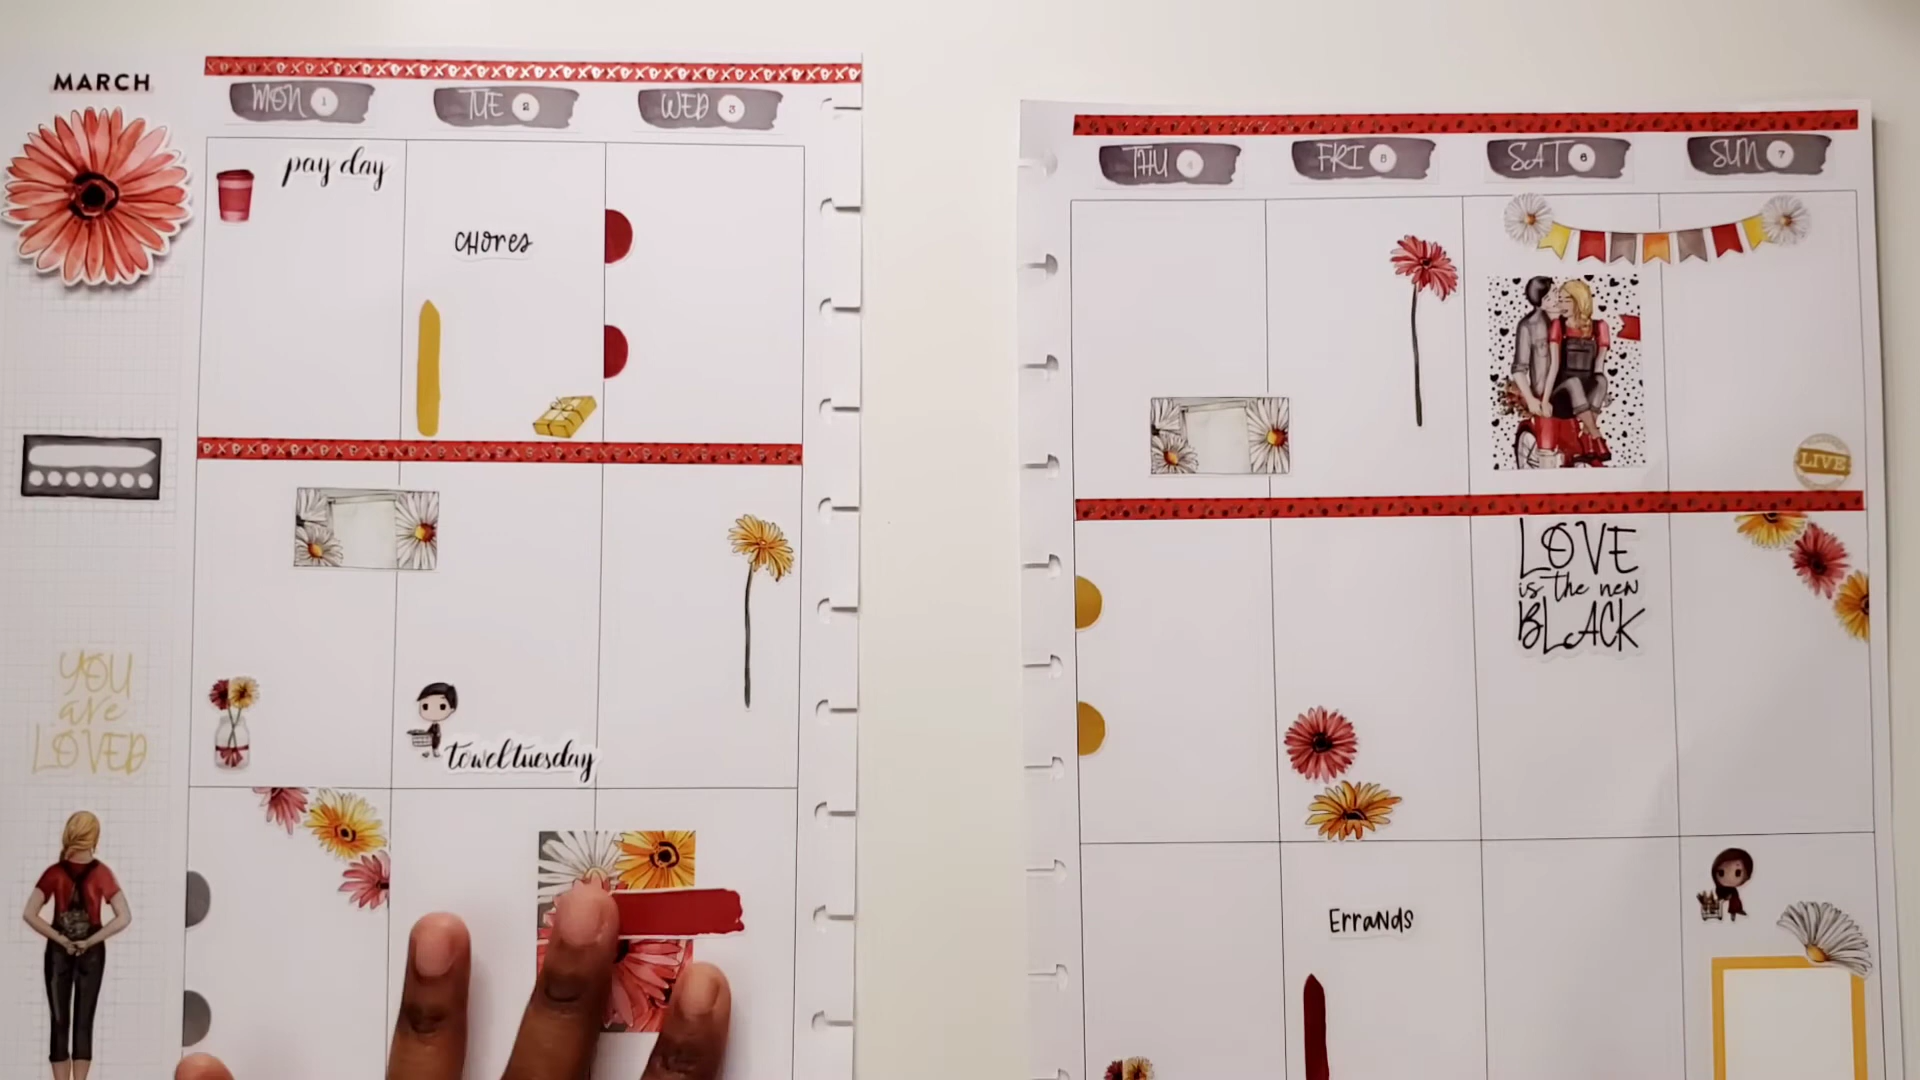 MARCH
MON 1
TUE 2
WED 3
THU 4
FRI 5
SAT 6
SUN 7
pay day
CHores
LIVE
LOVE
is the new
BLACK
YOU
are
LOVED
towel tuesday
ErraNds